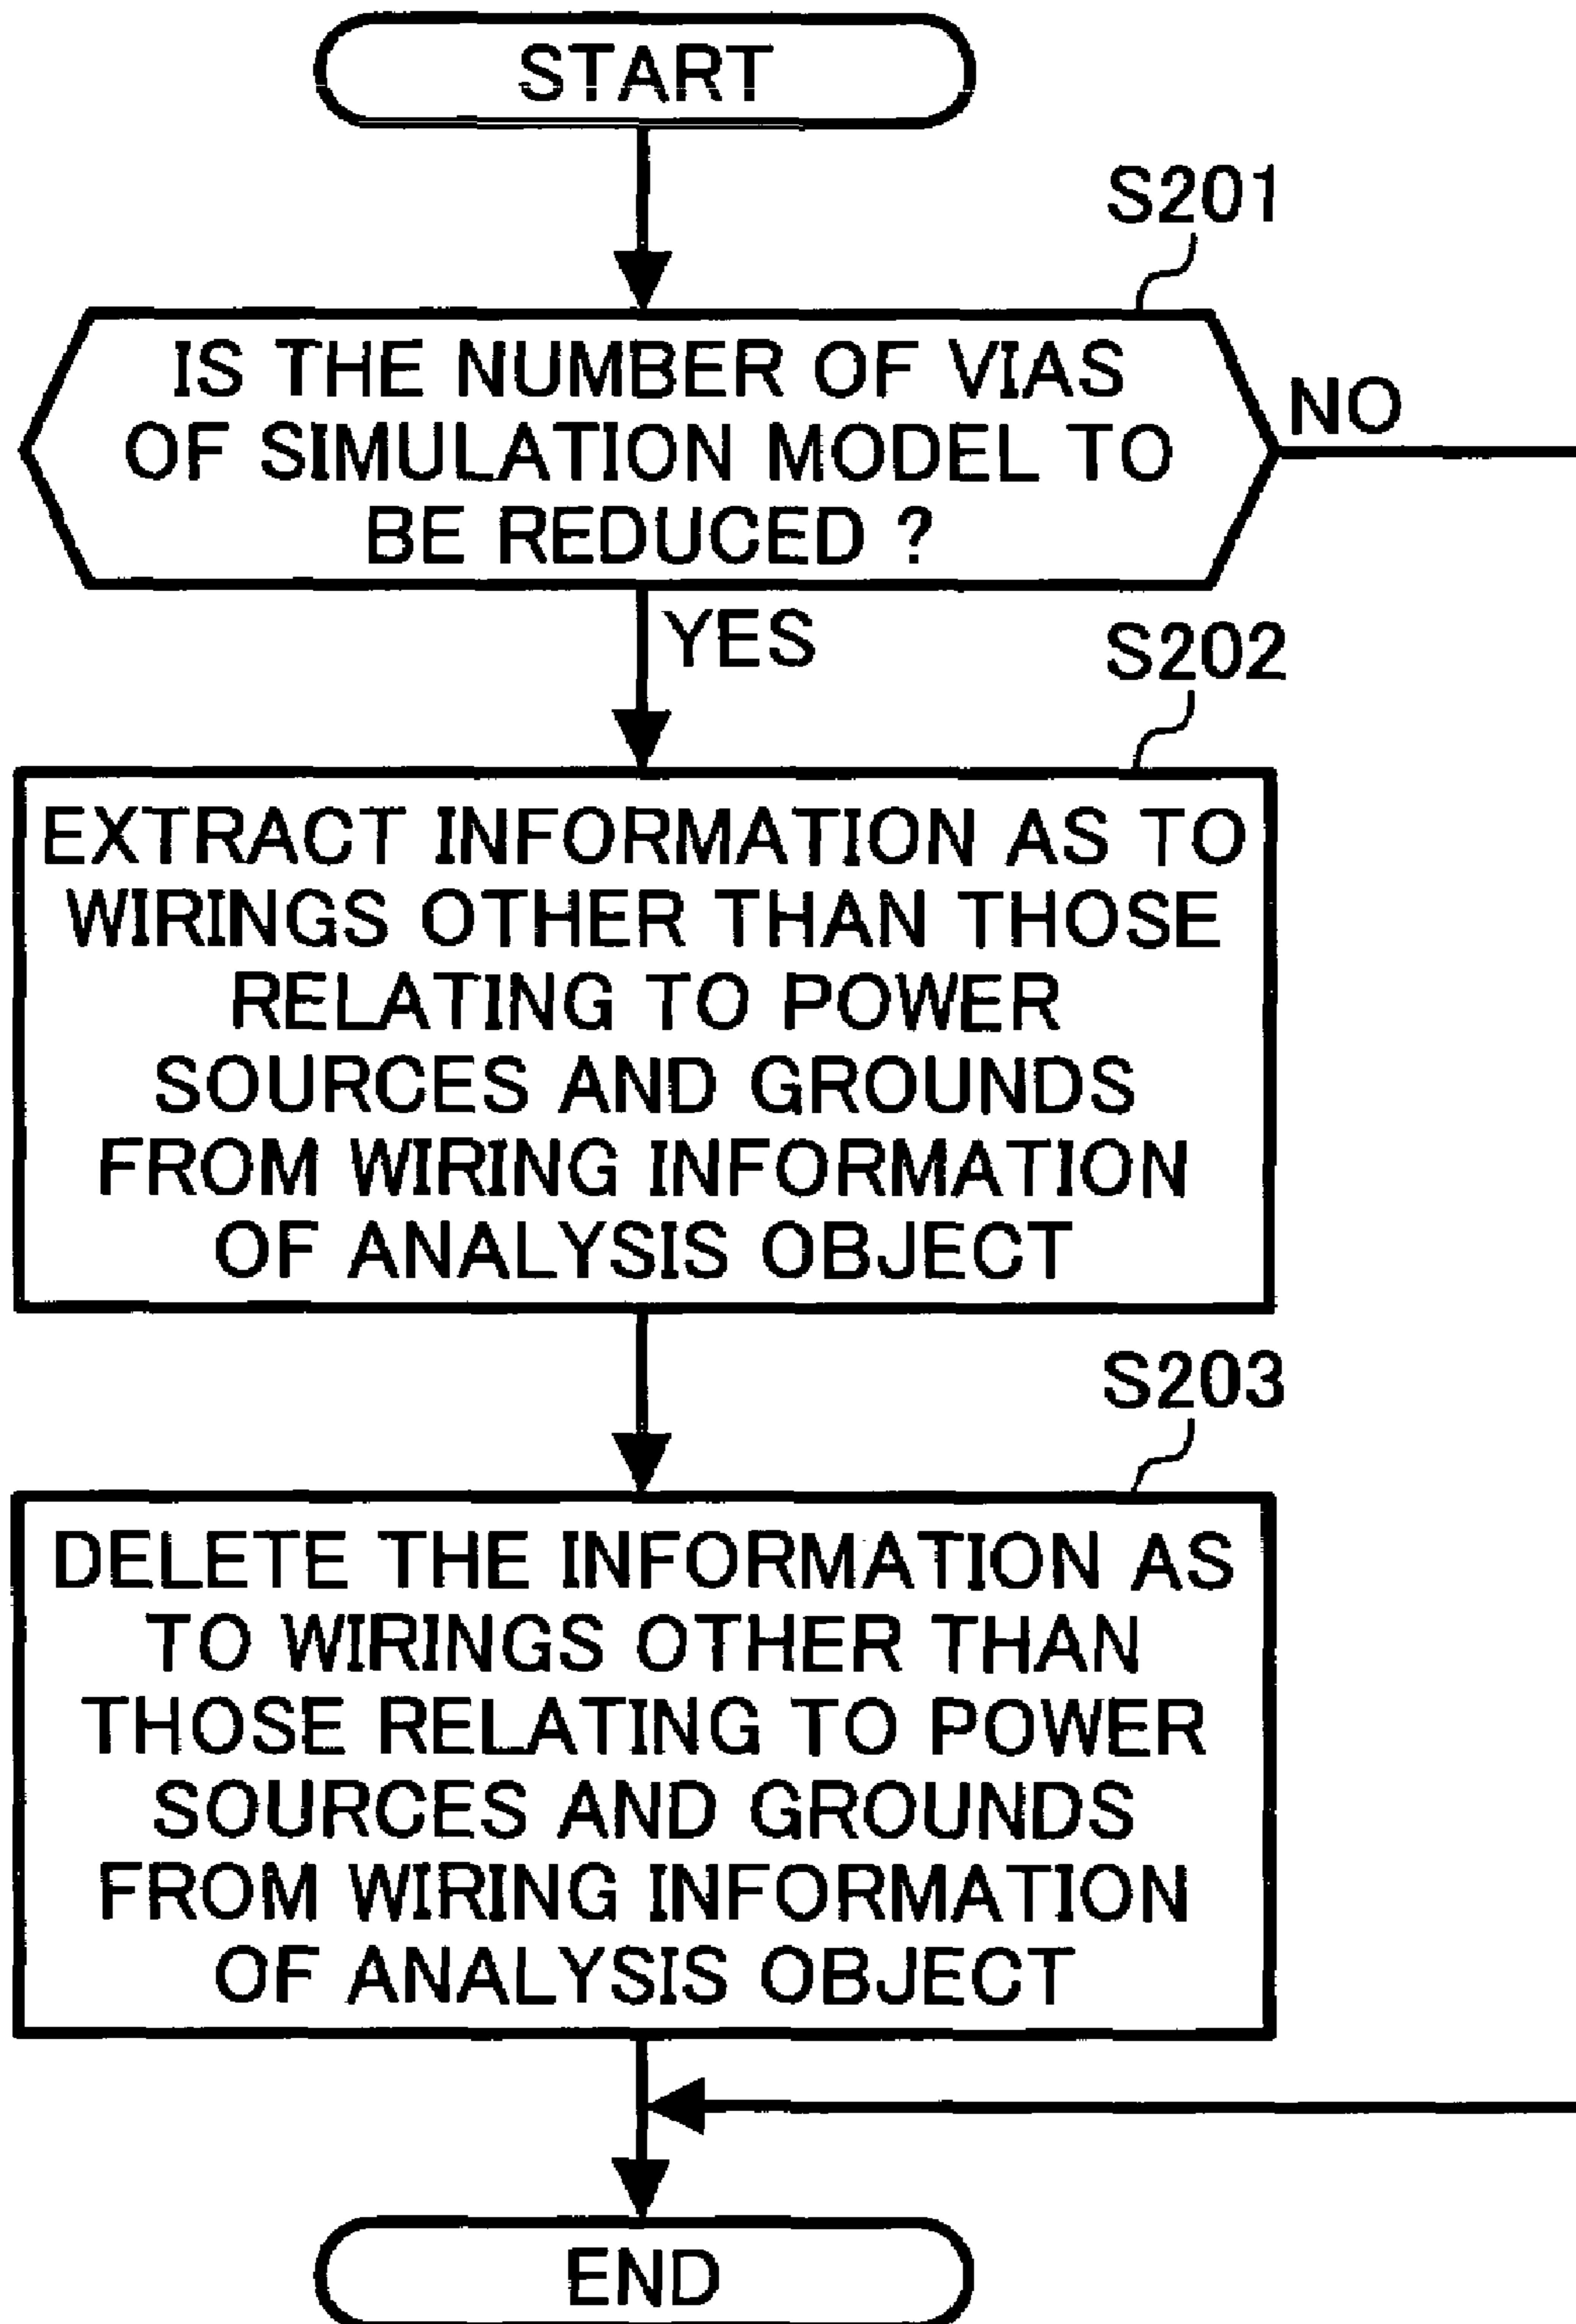 START
S201
IS THE NUMBER OF VIAS
OF SIMULATION MODEL TO
BE REDUCED ?
NO
YES
S202
EXTRACT INFORMATION AS TO
WIRINGS OTHER THAN THOSE
RELATING TO POWER
SOURCES AND GROUNDS
FROM WIRING INFORMATION
OF ANALYSIS OBJECT
S203
DELETE THE INFORMATION AS
TO WIRINGS OTHER THAN
THOSE RELATING TO POWER
SOURCES AND GROUNDS
FROM WIRING INFORMATION
OF ANALYSIS OBJECT
END